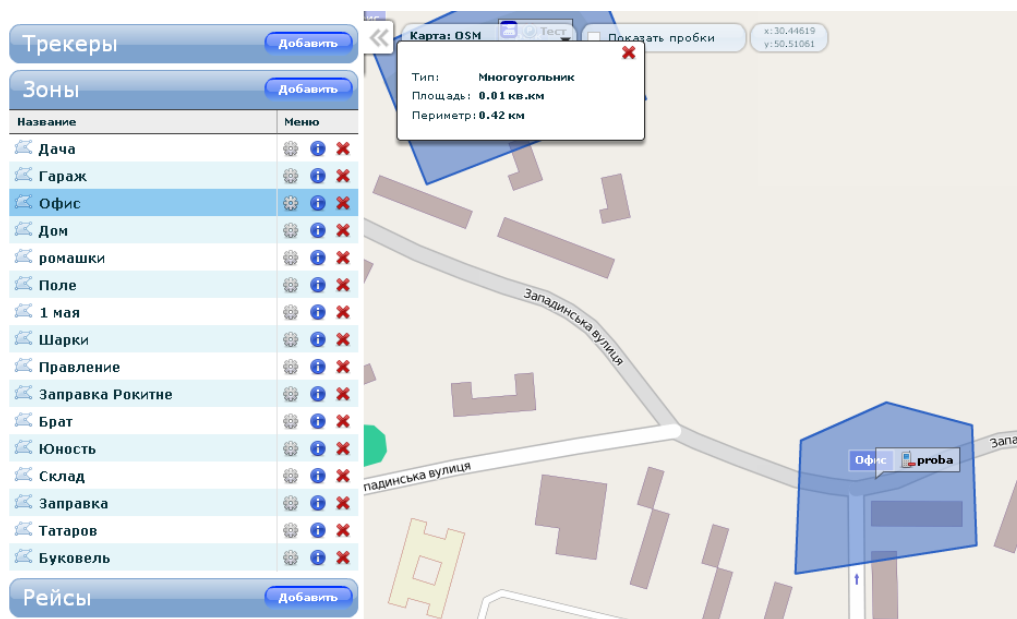 Трекеры
Добавить
Зоны
Добавить
Название Меню
Дача
Гараж
Офис
Дом
ромашки
Поле
1 мая
Шарки
Правление
Заправка Рокитне
Брат
Юность
Склад
Заправка
Татаров
Буковель
Рейсы
Добавить
Карта: OSM
Тест
Показать пробки
x:30.44619
y:50.51061
Тип: Многоугольник
Площадь: 0.01 кв.км
Периметр: 0.42 км
Западинська вулиця
вулиця
Офис
proba